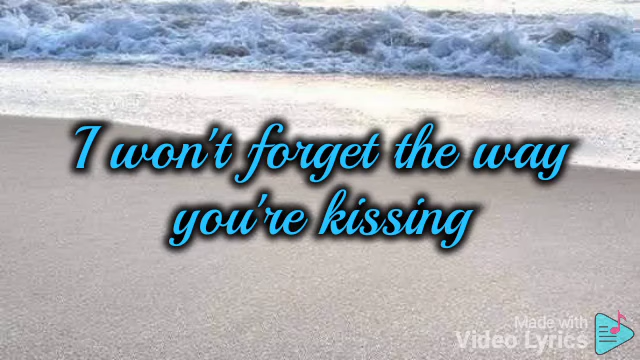 I won't forget the way
you're kissing
Made with
Video Lyrics